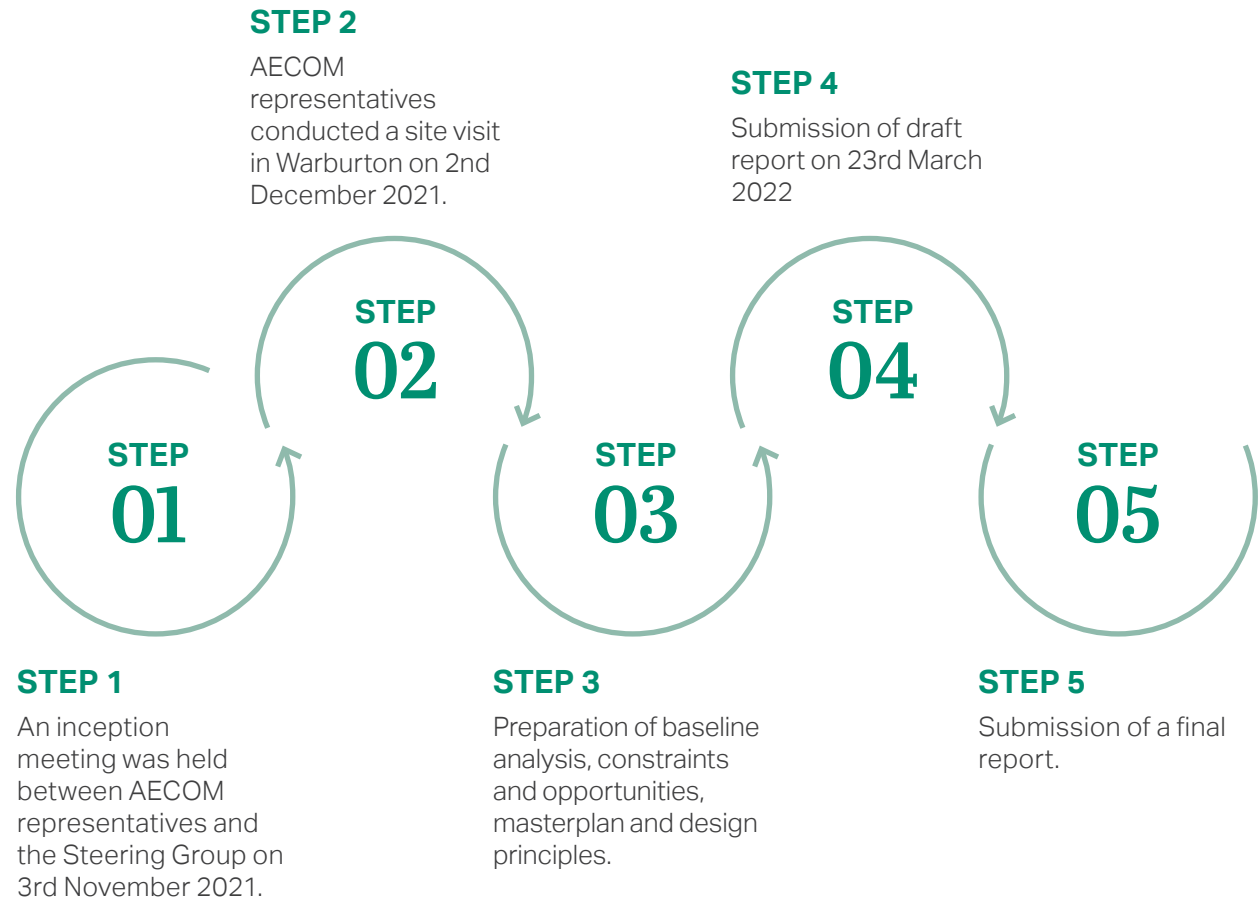 STEP 2
AECOM
representatives
conducted a site visit
in Warburton on 2nd
December 2021.
STEP 4
Submission of draft
report on 23rd March
2022
STEP
01
STEP
02
STEP
03
STEP
04
STEP
05
STEP 1
An inception
meeting was held
between AECOM
representatives and
the Steering Group on
3rd November 2021.
STEP 3
Preparation of baseline
analysis, constraints
and opportunities,
masterplan and design
principles.
STEP 5
Submission of a final
report.